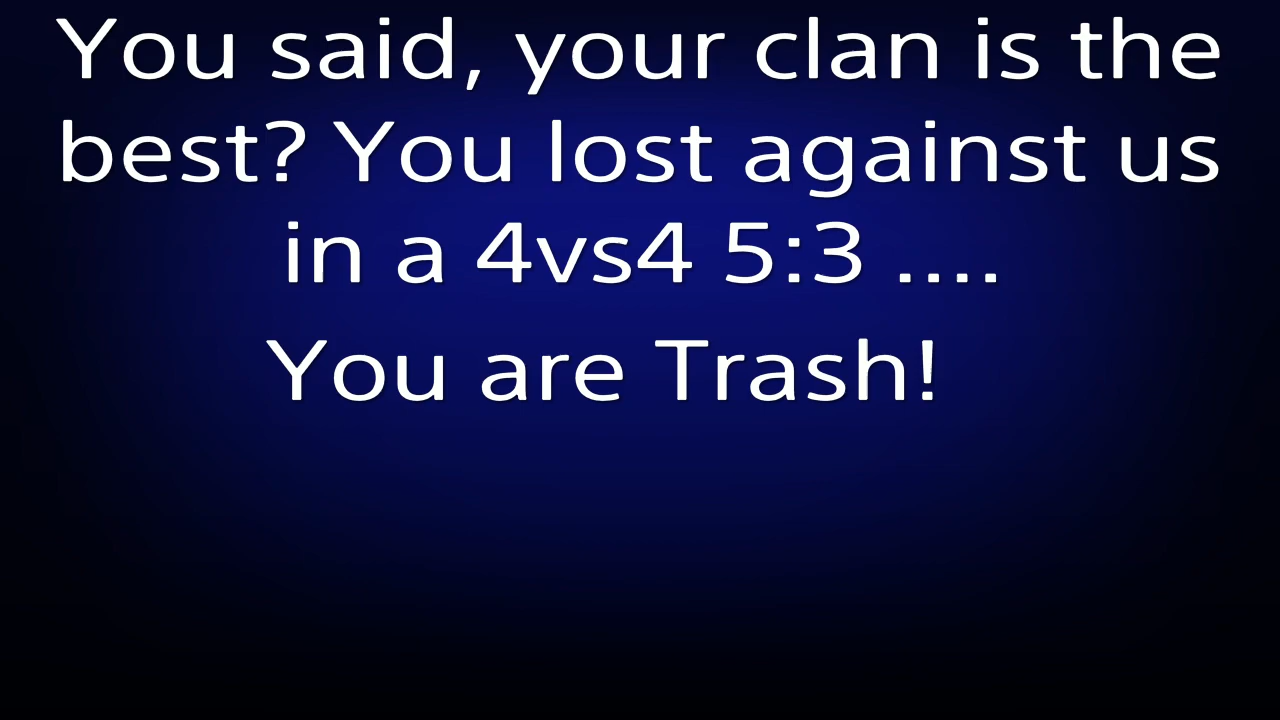 You said, your clan is the
best? You lost against us
in a 4vs4 5:3 ....
You are Trash!